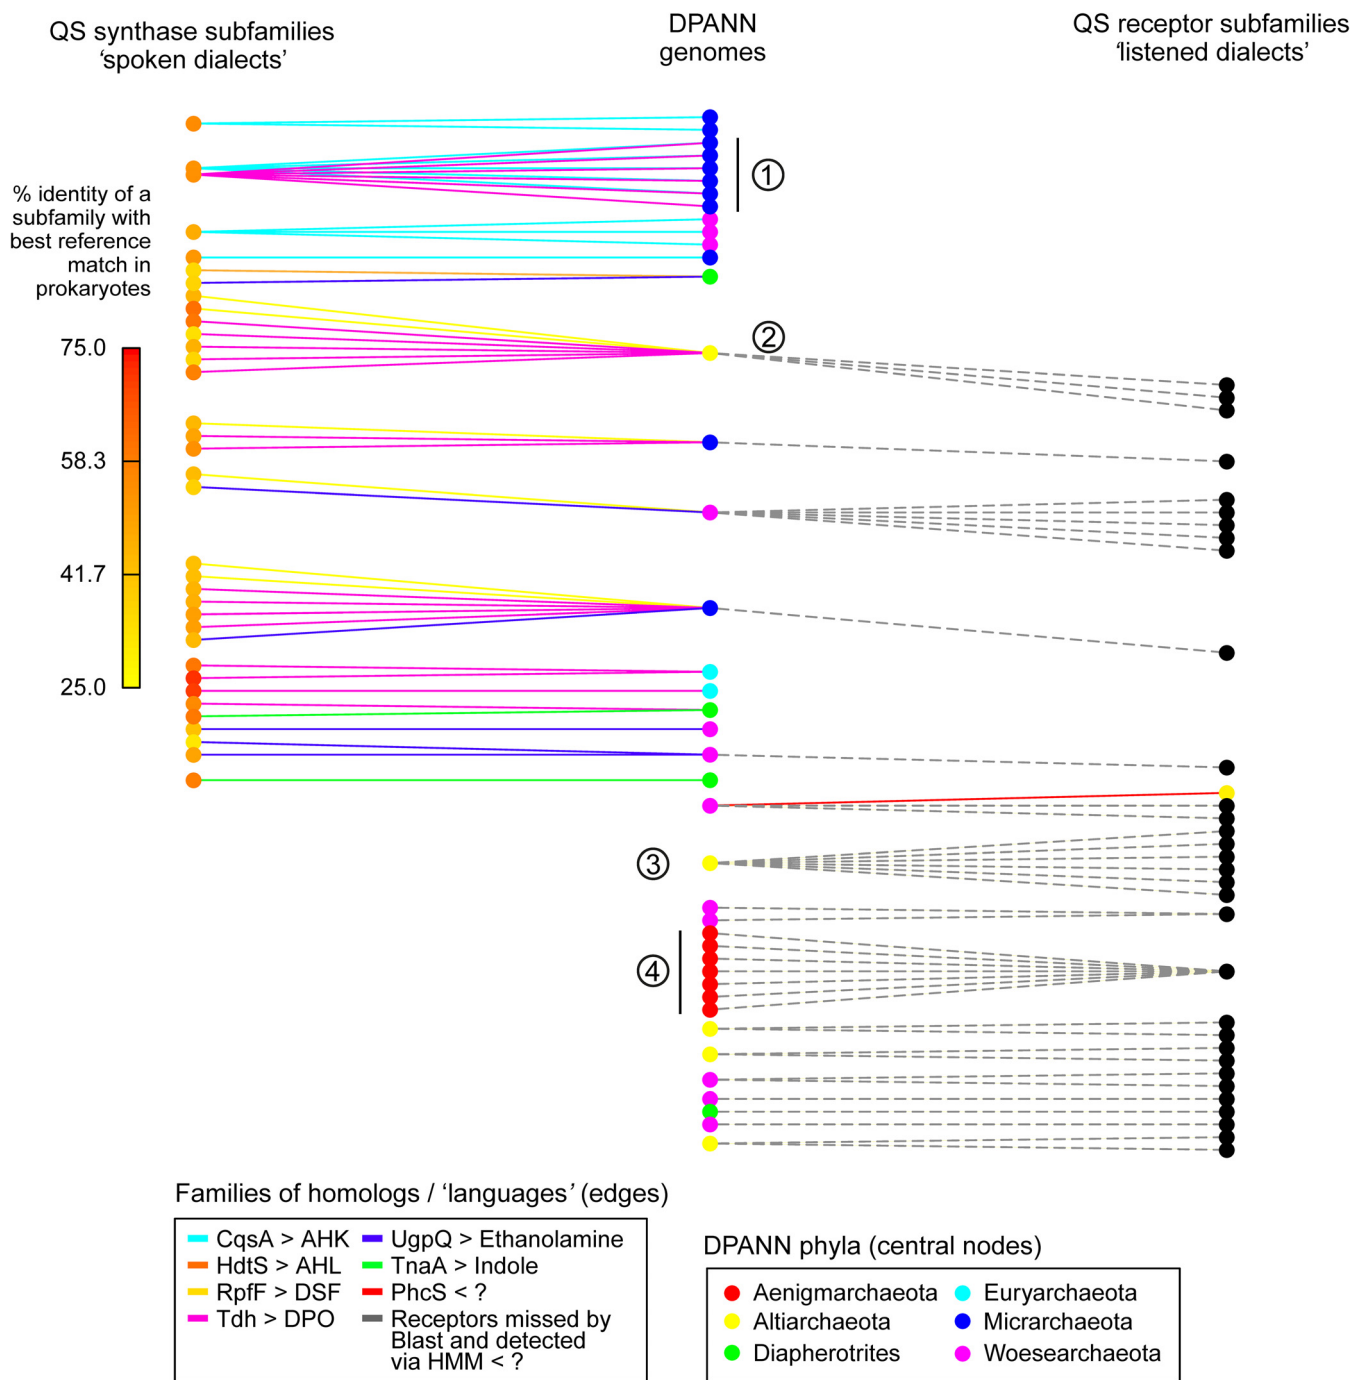 QS synthase subfamilies
‘spoken dialects’
DPANN
genomes
QS receptor subfamilies
‘listened dialects’
% identity of a
subfamily with
best reference
match in
prokaryotes
75.0
58.3
41.7
25.0
1
2
3
4
Families of homologs / ‘languages’ (edges)
CqsA > AHK
HdtS > AHL
RpfF > DSF
Tdh > DPO
UgpQ > Ethanolamine
TnaA > Indole
PhcS < ?
Receptors missed by
Blast and detected
via HMM < ?
DPANN phyla (central nodes)
Aenigmarchaeota
Altiarchaeota
Diapherotrites
Euryarchaeota
Micrarchaeota
Woesearchaeota